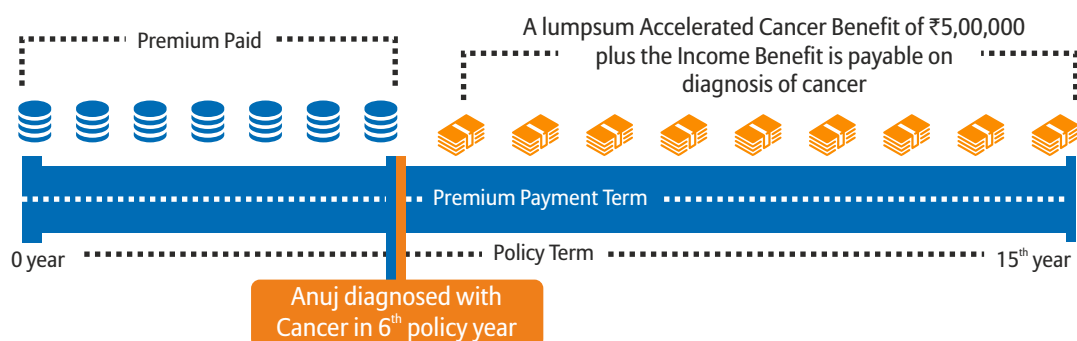 Premium Paid
A lumpsum Accelerated Cancer Benefit of ₹5,00,000
plus the Income Benefit is payable on
diagnosis of cancer
Premium Payment Term
0 year
Policy Term
15th year
Anuj diagnosed with
Cancer in 6th policy year